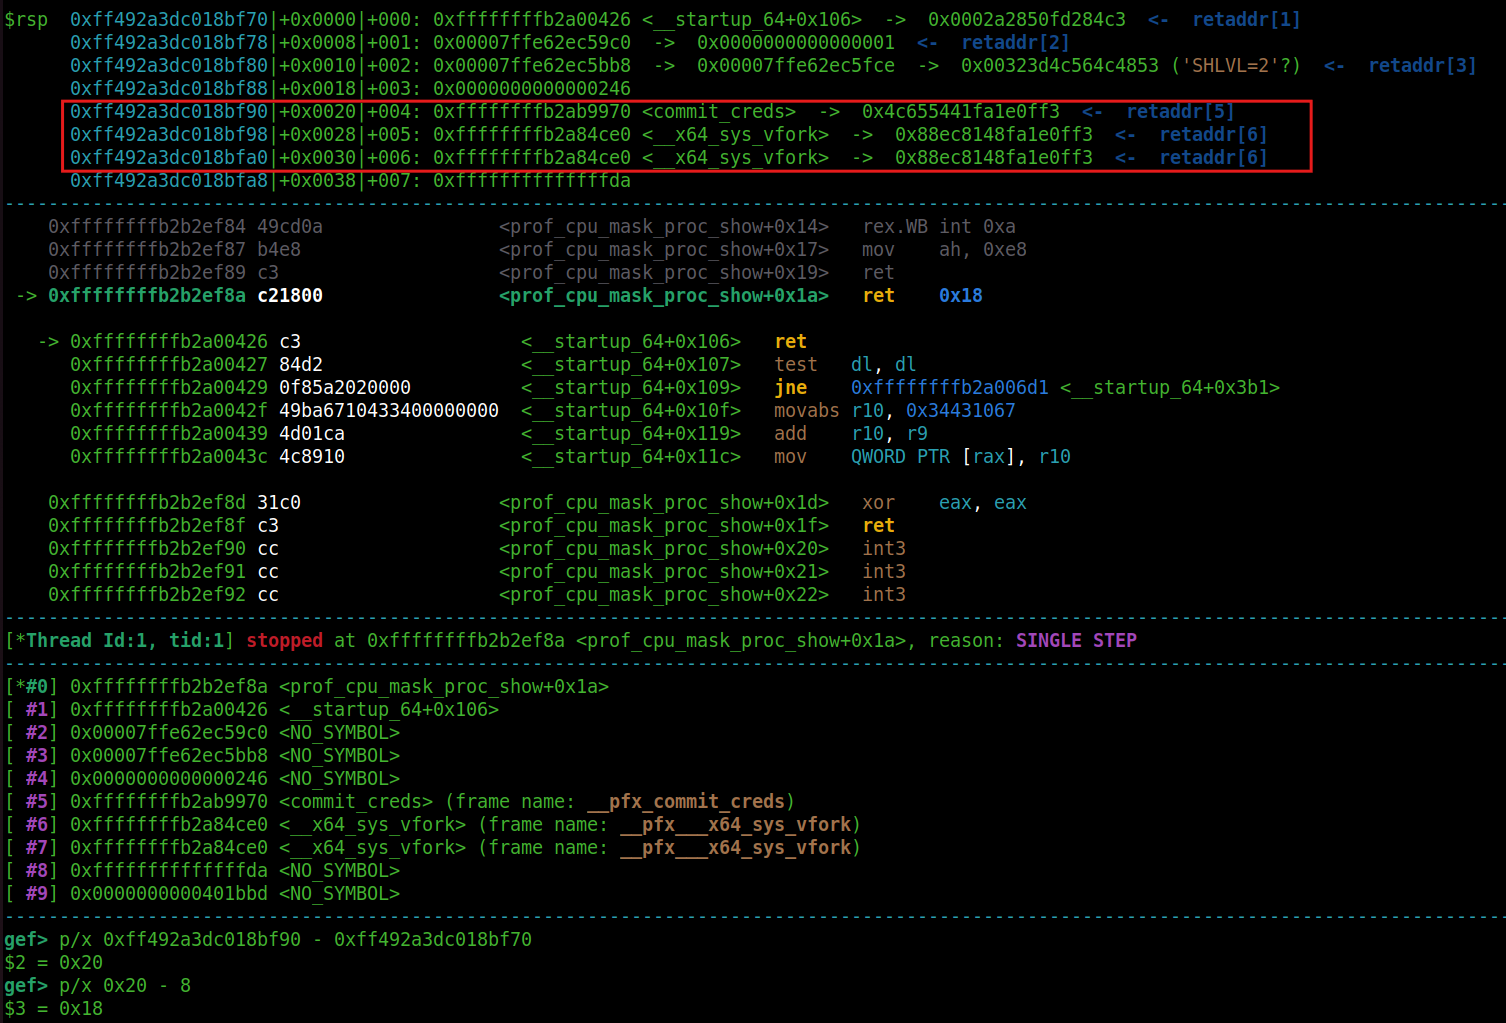 $rsp  0xff492a3dc018bf70|+0x0000|+000: 0xffffffffb2a00426 <__startup_64+0x106>  ->  0x0002a2850fd284c3  <-  retaddr[1]
0xff492a3dc018bf78|+0x0008|+001: 0x00007ffe62ec59c0  ->  0x0000000000000001  <-  retaddr[2]
0xff492a3dc018bf80|+0x0010|+002: 0x00007ffe62ec5bb8  ->  0x00007ffe62ec5fce  ->  0x00323d4c564c4853 ('SHLVL=2'?)  <-  retaddr[3]
0xff492a3dc018bf88|+0x0018|+003: 0x0000000000000246
0xff492a3dc018bf90|+0x0020|+004: 0xffffffffb2ab9970 <commit_creds>  ->  0x4c655441fa1e0ff3  <-  retaddr[5]
0xff492a3dc018bf98|+0x0028|+005: 0xffffffffb2a84ce0 <__x64_sys_vfork>  ->  0x88ec8148fa1e0ff3  <-  retaddr[6]
0xff492a3dc018bfa0|+0x0030|+006: 0xffffffffb2a84ce0 <__x64_sys_vfork>  ->  0x88ec8148fa1e0ff3  <-  retaddr[6]
0xff492a3dc018bfa8|+0x0038|+007: 0xffffffffffffffda
0xffffffffb2b2ef84 49cd0a                <prof_cpu_mask_proc_show+0x14>   rex.WB int 0xa
0xffffffffb2b2ef87 b4e8                  <prof_cpu_mask_proc_show+0x17>   mov    ah, 0xe8
0xffffffffb2b2ef89 c3                    <prof_cpu_mask_proc_show+0x19>   ret
-> 0xffffffffb2b2ef8a c21800                <prof_cpu_mask_proc_show+0x1a>   ret    0x18
-> 0xffffffffb2a00426 c3                    <__startup_64+0x106>   ret
0xffffffffb2a00427 84d2                  <__startup_64+0x107>   test   dl, dl
0xffffffffb2a00429 0f85a2020000          <__startup_64+0x109>   jne    0xffffffffb2a006d1 <__startup_64+0x3b1>
0xffffffffb2a0042f 49ba6710433400000000  <__startup_64+0x10f>   movabs r10, 0x34431067
0xffffffffb2a00439 4d01ca                <__startup_64+0x119>   add    r10, r9
0xffffffffb2a0043c 4c8910                <__startup_64+0x11c>   mov    QWORD PTR [rax], r10
0xffffffffb2b2ef8d 31c0                  <prof_cpu_mask_proc_show+0x1d>   xor    eax, eax
0xffffffffb2b2ef8f c3                    <prof_cpu_mask_proc_show+0x1f>   ret
0xffffffffb2b2ef90 cc                    <prof_cpu_mask_proc_show+0x20>   int3
0xffffffffb2b2ef91 cc                    <prof_cpu_mask_proc_show+0x21>   int3
0xffffffffb2b2ef92 cc                    <prof_cpu_mask_proc_show+0x22>   int3
[*Thread Id:1, tid:1] stopped at 0xffffffffb2b2ef8a <prof_cpu_mask_proc_show+0x1a>, reason: SINGLE STEP
[*#0] 0xffffffffb2b2ef8a <prof_cpu_mask_proc_show+0x1a>
[ #1] 0xffffffffb2a00426 <__startup_64+0x106>
[ #2] 0x00007ffe62ec59c0 <NO_SYMBOL>
[ #3] 0x00007ffe62ec5bb8 <NO_SYMBOL>
[ #4] 0x0000000000000246 <NO_SYMBOL>
[ #5] 0xffffffffb2ab9970 <commit_creds> (frame name: __pfx_commit_creds)
[ #6] 0xffffffffb2a84ce0 <__x64_sys_vfork> (frame name: __pfx___x64_sys_vfork)
[ #7] 0xffffffffb2a84ce0 <__x64_sys_vfork> (frame name: __pfx___x64_sys_vfork)
[ #8] 0xffffffffffffffda <NO_SYMBOL>
[ #9] 0x0000000000401bbd <NO_SYMBOL>
gef> p/x 0xff492a3dc018bf90 - 0xff492a3dc018bf70
$2 = 0x20
gef> p/x 0x20 - 8
$3 = 0x18